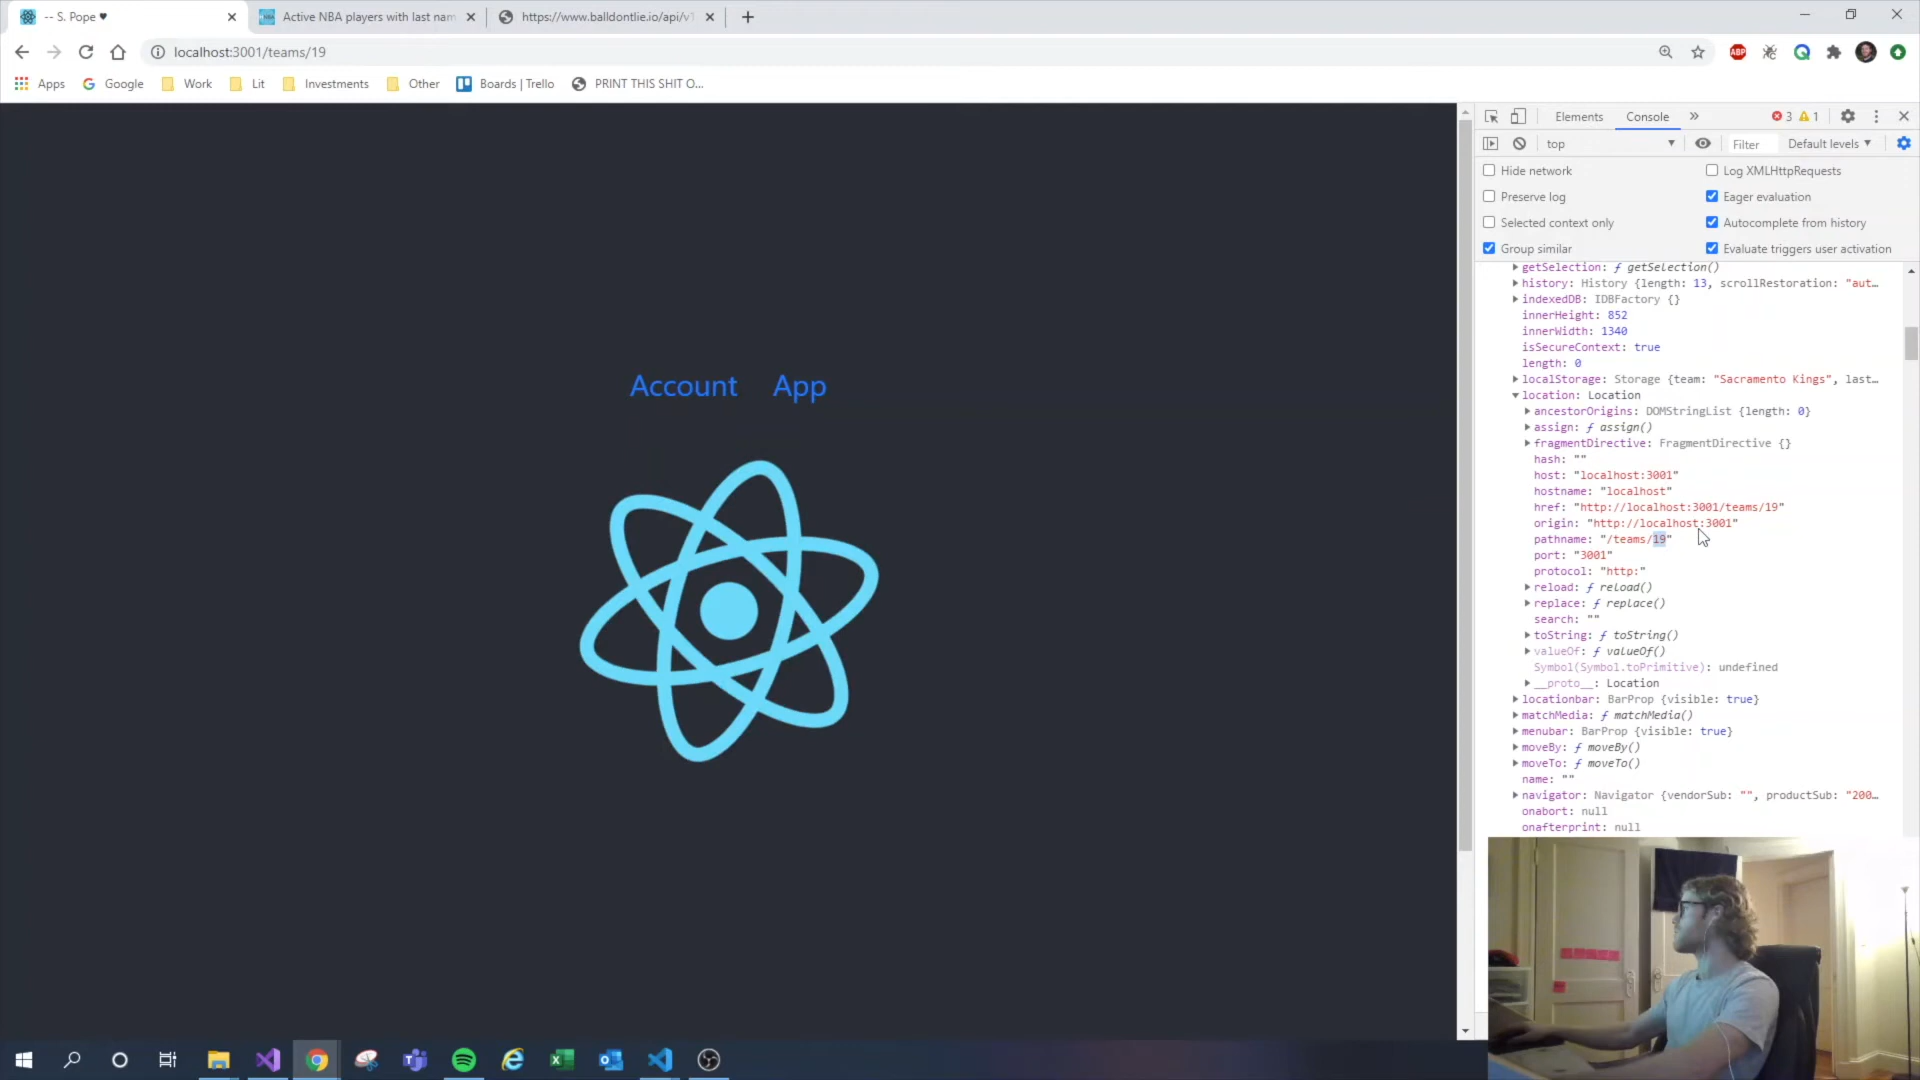 -- S. Pope ♥
Active NBA players with last nam
https://www.balldontlie.io/api/v1
localhost:3001/teams/19
ABP
Apps
Google
Work
Lit
Investments
Other
Boards | Trello
PRINT THIS SHIT O...
Account
App
Elements
Console
3
1
top
Filter
Default levels
Hide network
Log XMLHttpRequests
Preserve log
Eager evaluation
Selected context only
Autocomplete from history
Group similar
Evaluate triggers user activation
getSelection: ƒ getSelection()
history: History {length: 13, scrollRestoration: "aut…
indexedDB: IDBFactory {}
innerHeight: 852
innerWidth: 1340
isSecureContext: true
length: 0
localStorage: Storage {team: "Sacramento Kings", last…
location: Location
ancestorOrigins: DOMStringList {length: 0}
assign: ƒ assign()
fragmentDirective: FragmentDirective {}
hash: ""
host: "localhost:3001"
hostname: "localhost"
href: "http://localhost:3001/teams/19"
origin: "http://localhost:3001"
pathname: "/teams/19"
port: "3001"
protocol: "http:"
reload: ƒ reload()
replace: ƒ replace()
search: ""
toString: ƒ toString()
valueOf: ƒ valueOf()
Symbol(Symbol.toPrimitive): undefined
__proto__: Location
locationbar: BarProp {visible: true}
matchMedia: ƒ matchMedia()
menubar: BarProp {visible: true}
moveBy: ƒ moveBy()
moveTo: ƒ moveTo()
name: ""
navigator: Navigator {vendorSub: "", productSub: "200…
onabort: null
onafterprint: null